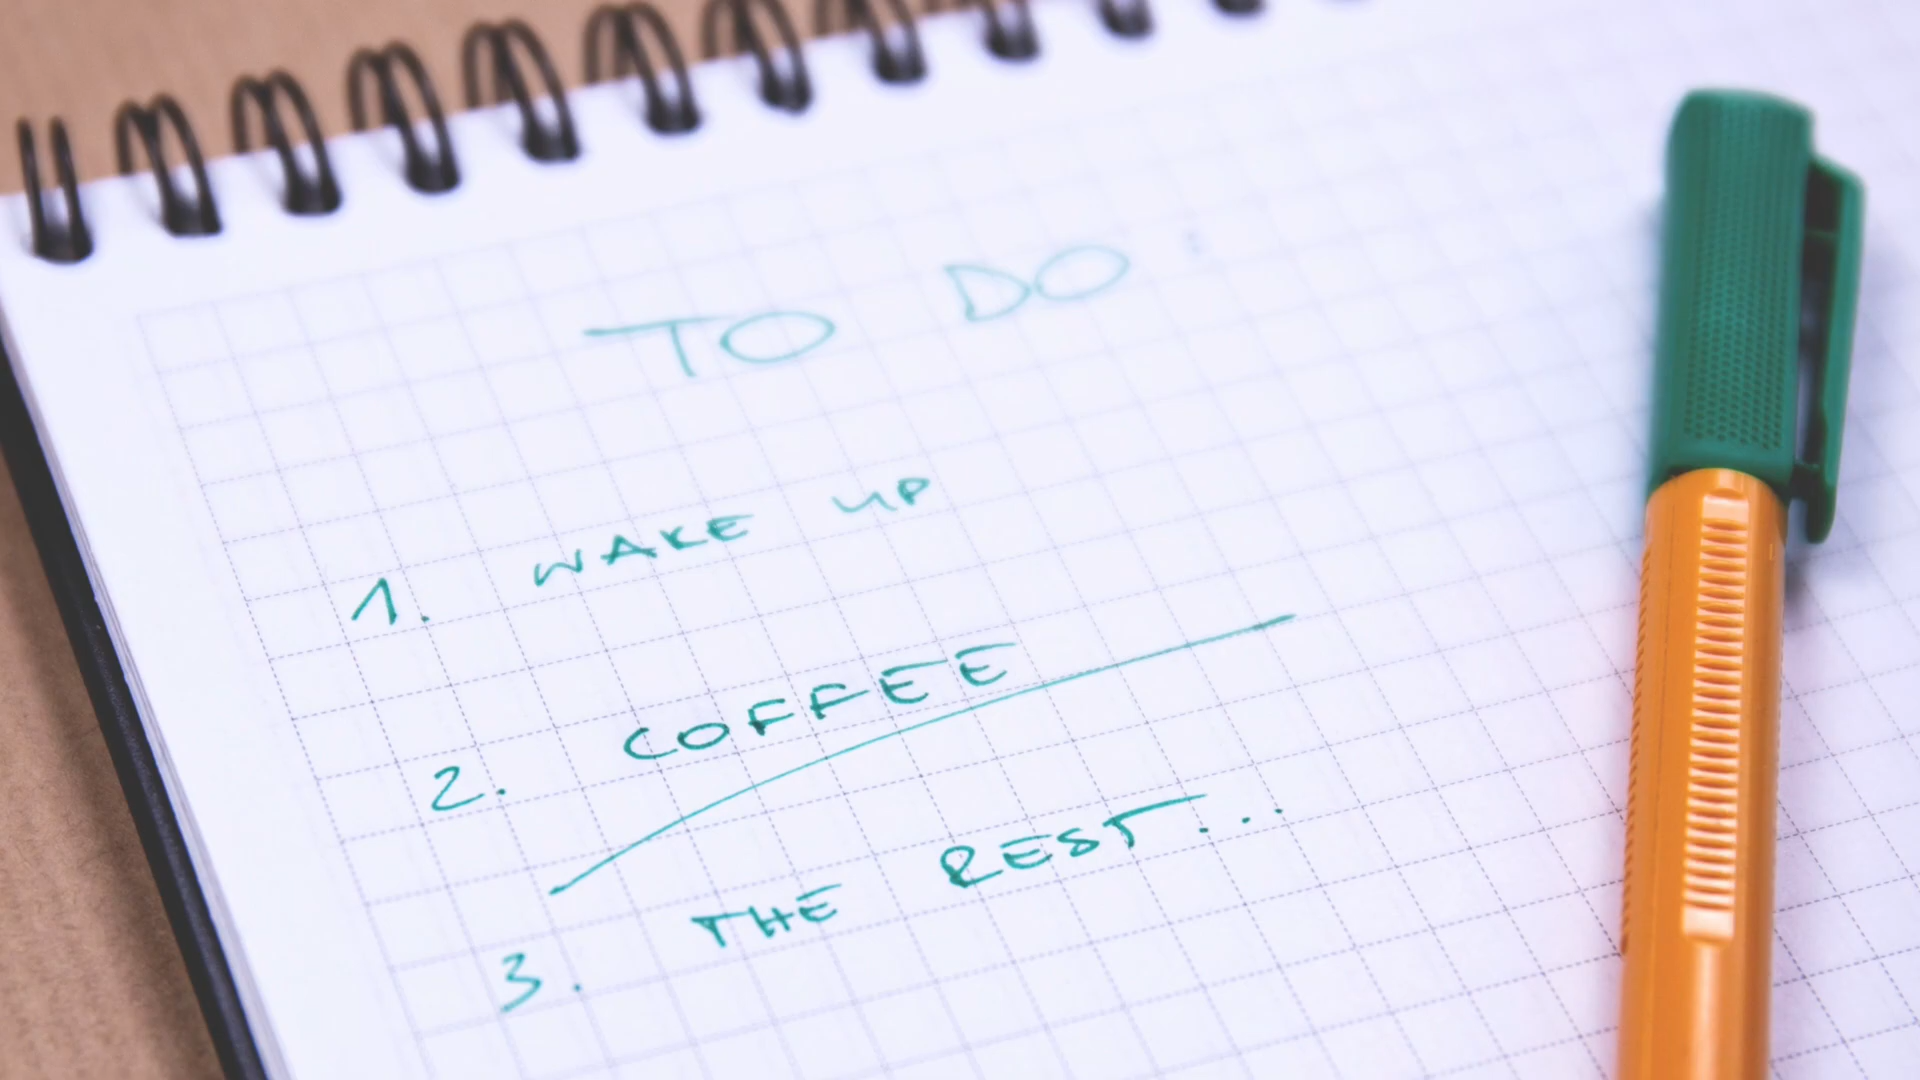 TO DO:
1. WAKE UP
2. COFFEE
3. THE REST...